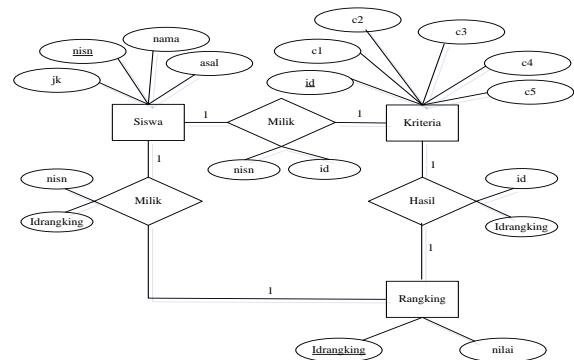 c2
c3
nisn
nama
c1
asal
c4
jk
id
c5
Siswa
1
Milik
1
Kriteria
1
nisn
id
1
nisn
id
Milik
Hasil
Idrangking
Idrangking
1
1
Rangking
Idrangking
nilai